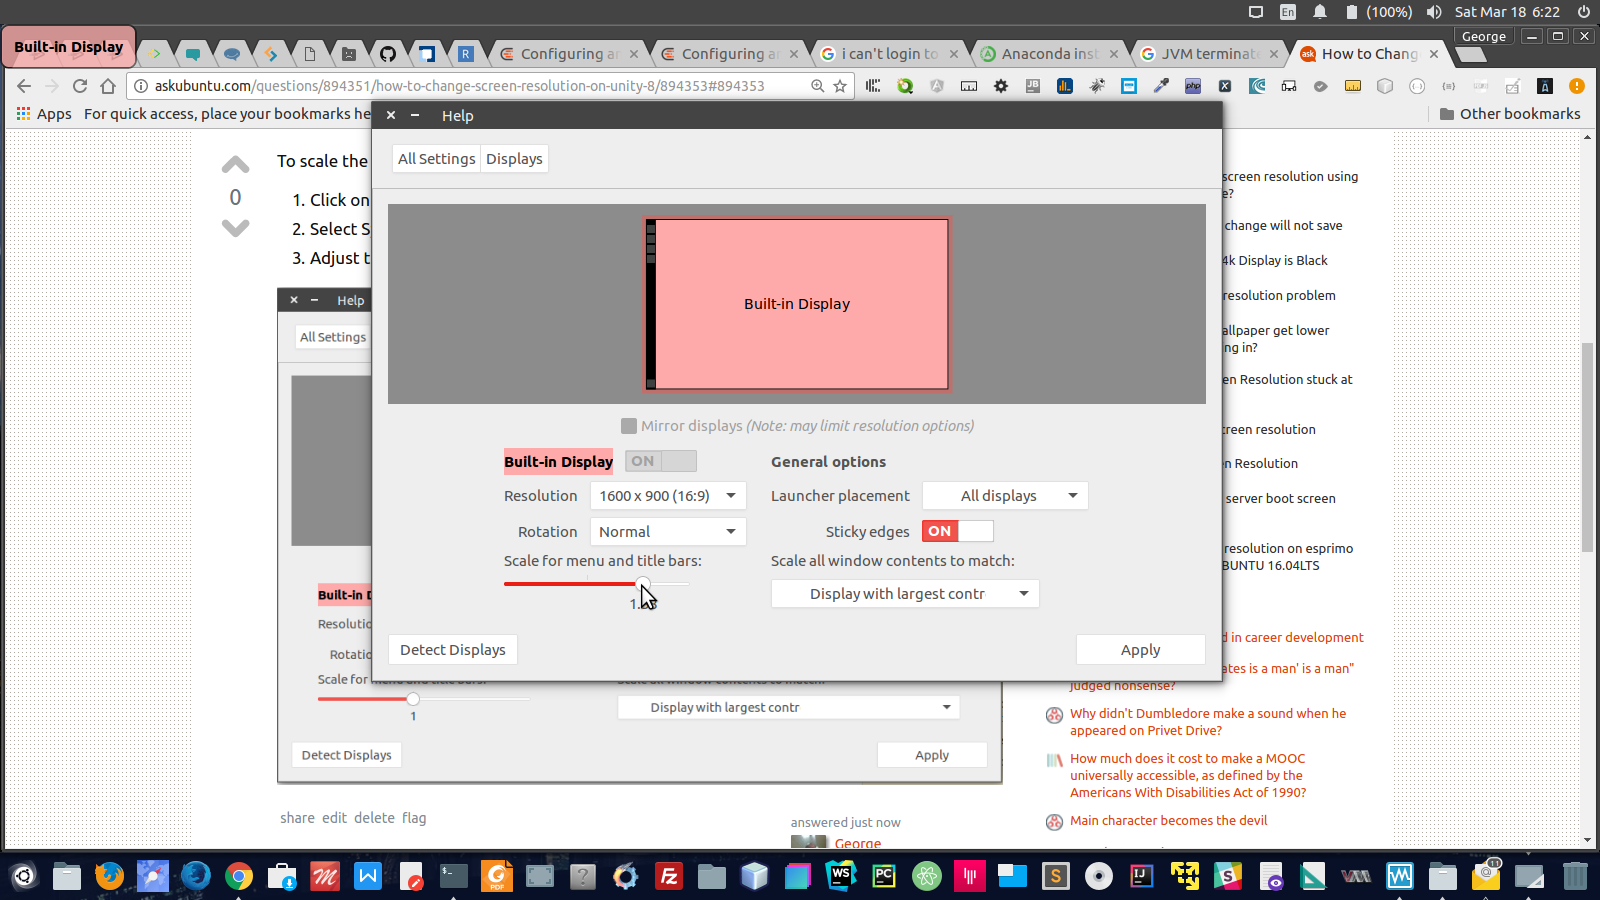 En
(100%)
Sat Mar 18 6:22
Built-in Display
Configuring a
Configuring a
i can't login to
Anaconda inst
JVM terminat
How to Chang
George
askubuntu.com/questions/894351/how-to-change-screen-resolution-on-unity-8/894353#894353
Apps
For quick access, place your bookmarks he
Other bookmarks
To scale the
0
1. Click on
2. Select S
3. Adjust t
Help
All Settings
Help
All Settings
Displays
Built-in Display
Mirror displays (Note: may limit resolution options)
Built-in Display
ON
General options
Resolution
1600 x 900 (16:9)
Launcher placement
All displays
Rotation
Normal
Sticky edges
ON
Scale for menu and title bars:
Scale all window contents to match:
Display with largest contr
Detect Displays
Apply
Built-in D
Resolutio
Rotatio
1
Display with largest contr
Detect Displays
Apply
share edit delete flag
answered just now
George
screen resolution using
e?
change will not save
4k Display is Black
resolution problem
allpaper get lower
ng in?
en Resolution stuck at
creen resolution
n Resolution
server boot screen
resolution on esprimo
BUNTU 16.04LTS
d in career development
ates is a man' is a man"
judged nonsense?
Why didn't Dumbledore make a sound when he
appeared on Privet Drive?
How much does it cost to make a MOOC
universally accessible, as defined by the
Americans With Disabilities Act of 1990?
Main character becomes the devil
PDF
WS
PC
IJ
11